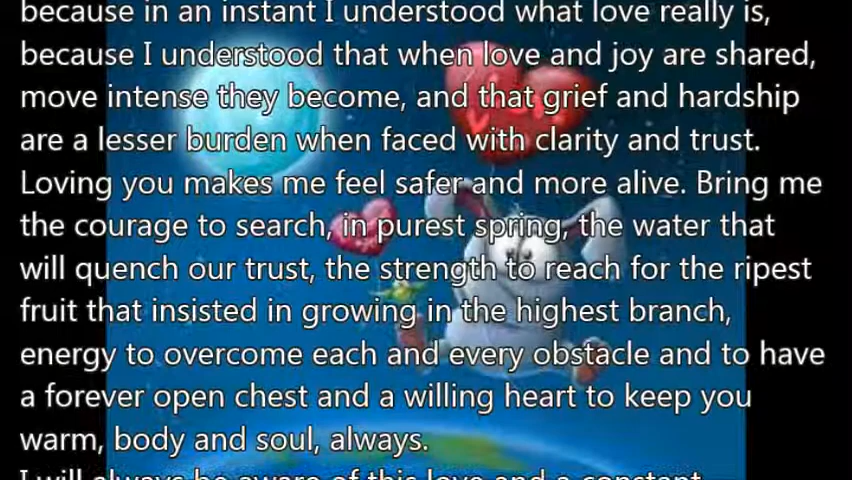 because in an instant I understood what love really is,
because I understood that when love and joy are shared,
move intense they become, and that grief and hardship
are a lesser burden when faced with clarity and trust.
Loving you makes me feel safer and more alive. Bring me
the courage to search, in purest spring, the water that
will quench our trust, the strength to reach for the ripest
fruit that insisted in growing in the highest branch,
energy to overcome each and every obstacle and to have
a forever open chest and a willing heart to keep you
warm, body and soul, always.
I will always be aware of this love and a constant